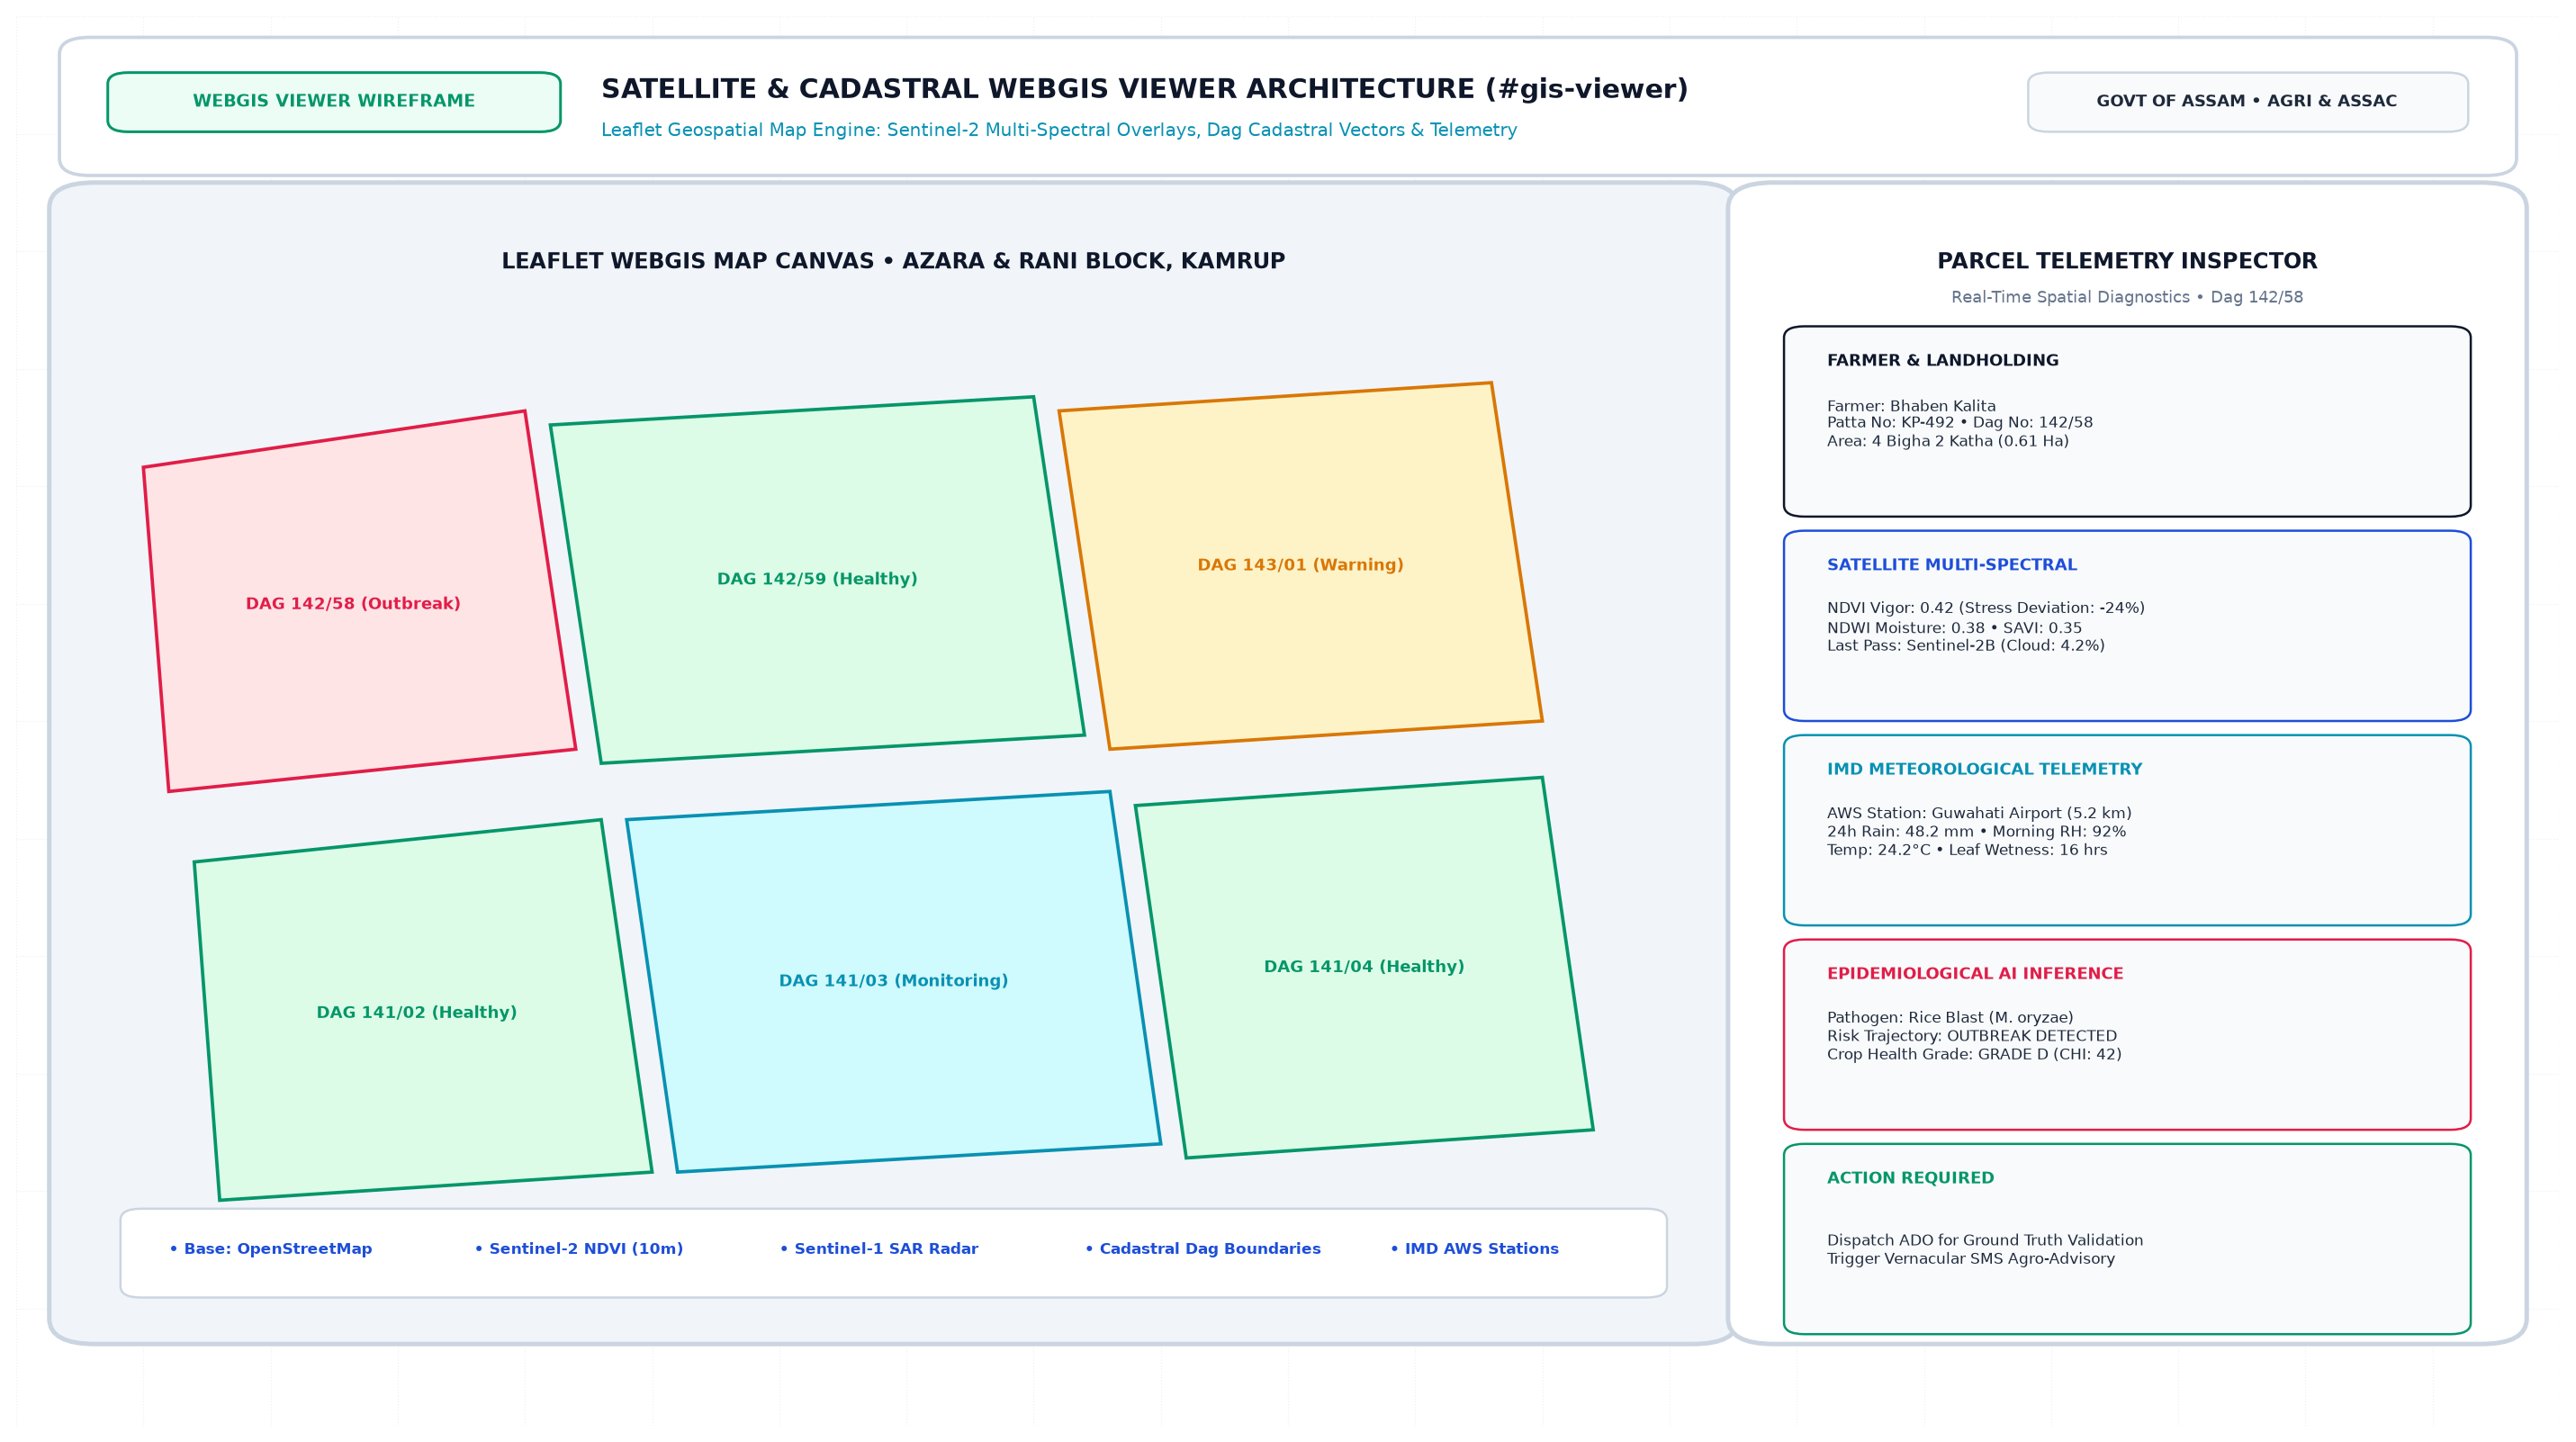 WEBGIS VIEWER WIREFRAME
SATELLITE & CADASTRAL WEBGIS VIEWER ARCHITECTURE (#gis-viewer)
Leaflet Geospatial Map Engine: Sentinel-2 Multi-Spectral Overlays, Dag Cadastral Vectors & Telemetry
GOVT OF ASSAM • AGRI & ASSAC
LEAFLET WEBGIS MAP CANVAS • AZARA & RANI BLOCK, KAMRUP
DAG 142/58 (Outbreak)
DAG 142/59 (Healthy)
DAG 143/01 (Warning)
DAG 141/02 (Healthy)
DAG 141/03 (Monitoring)
DAG 141/04 (Healthy)
• Base: OpenStreetMap
• Sentinel-2 NDVI (10m)
• Sentinel-1 SAR Radar
• Cadastral Dag Boundaries
• IMD AWS Stations
PARCEL TELEMETRY INSPECTOR
Real-Time Spatial Diagnostics • Dag 142/58
FARMER & LANDHOLDING
Farmer: Bhaben Kalita
Patta No: KP-492 • Dag No: 142/58
Area: 4 Bigha 2 Katha (0.61 Ha)
SATELLITE MULTI-SPECTRAL
NDVI Vigor: 0.42 (Stress Deviation: -24%)
NDWI Moisture: 0.38 • SAVI: 0.35
Last Pass: Sentinel-2B (Cloud: 4.2%)
IMD METEOROLOGICAL TELEMETRY
AWS Station: Guwahati Airport (5.2 km)
24h Rain: 48.2 mm • Morning RH: 92%
Temp: 24.2°C • Leaf Wetness: 16 hrs
EPIDEMIOLOGICAL AI INFERENCE
Pathogen: Rice Blast (M. oryzae)
Risk Trajectory: OUTBREAK DETECTED
Crop Health Grade: GRADE D (CHI: 42)
ACTION REQUIRED
Dispatch ADO for Ground Truth Validation
Trigger Vernacular SMS Agro-Advisory